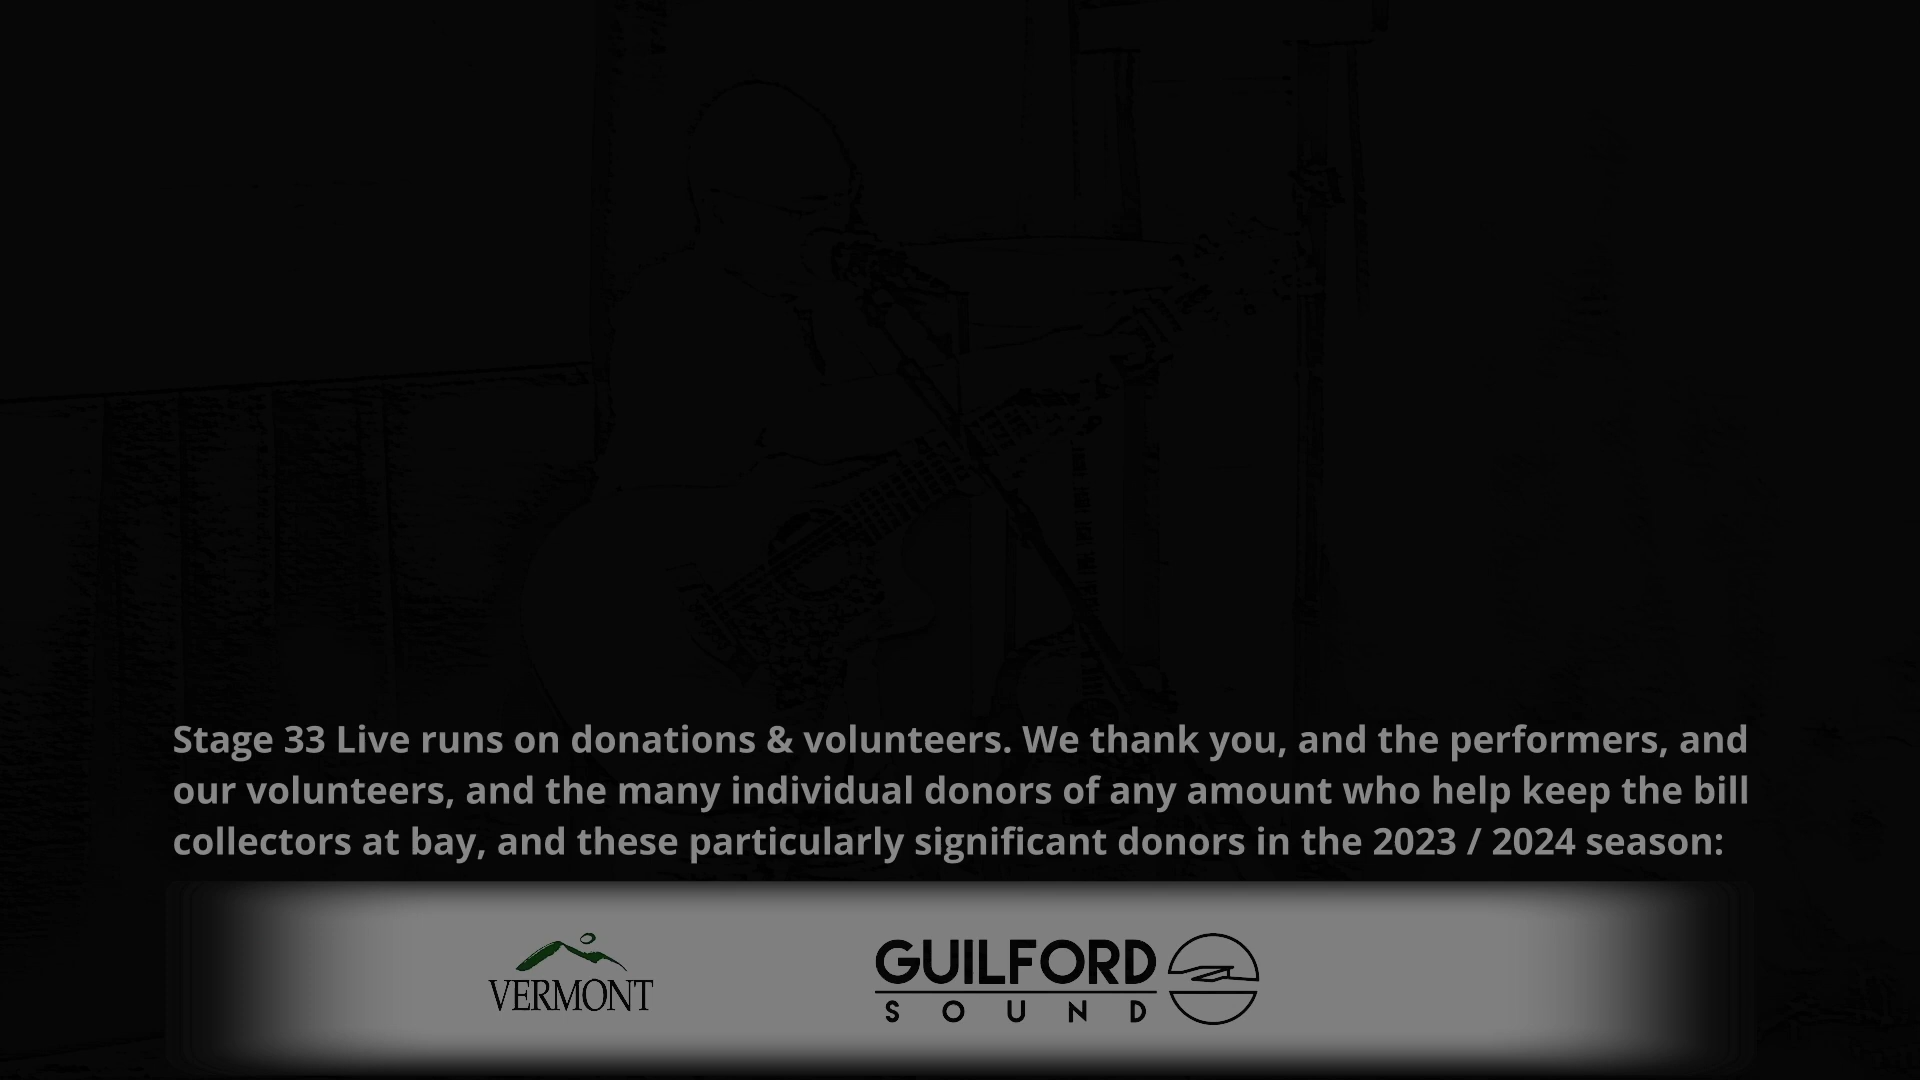 Stage 33 Live runs on donations & volunteers. We thank you, and the performers, and
our volunteers, and the many individual donors of any amount who help keep the bill
collectors at bay, and these particularly significant donors in the 2023 / 2024 season:
VERMONT
GUILFORD
SOUND